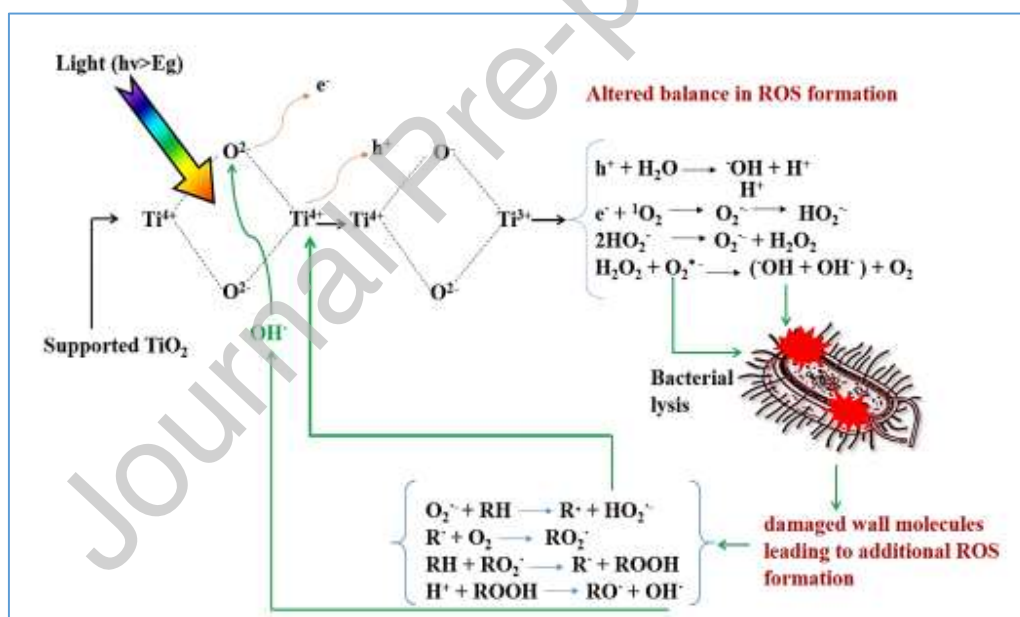 Light (hv>Eg)
e⁻
Altered balance in ROS formation
O²⁻
h⁺
O⁻
h⁺ + H₂O → ⁻OH + H⁺
H⁺
Ti⁴⁺
Ti⁴⁺
Ti⁴⁺
Ti³⁺
e⁻ + ¹O₂ → O₂˙⁻ → HO₂˙⁻
2HO₂⁻ → O₂˙⁻ + H₂O₂
H₂O₂ + O₂•⁻ → (⁻OH + OH⁻) + O₂
O²⁻
O²⁻
OH⁻
Supported TiO₂
Bacterial
lysis
O₂˙⁻ + RH → R• + HO₂˙⁻
R⁻ + O₂ → RO₂⁻
RH + RO₂⁻ → R⁻ + ROOH
H⁺ + ROOH → RO⁻ + OH⁻
damaged wall molecules
leading to additional ROS
formation
Journal Pre-p